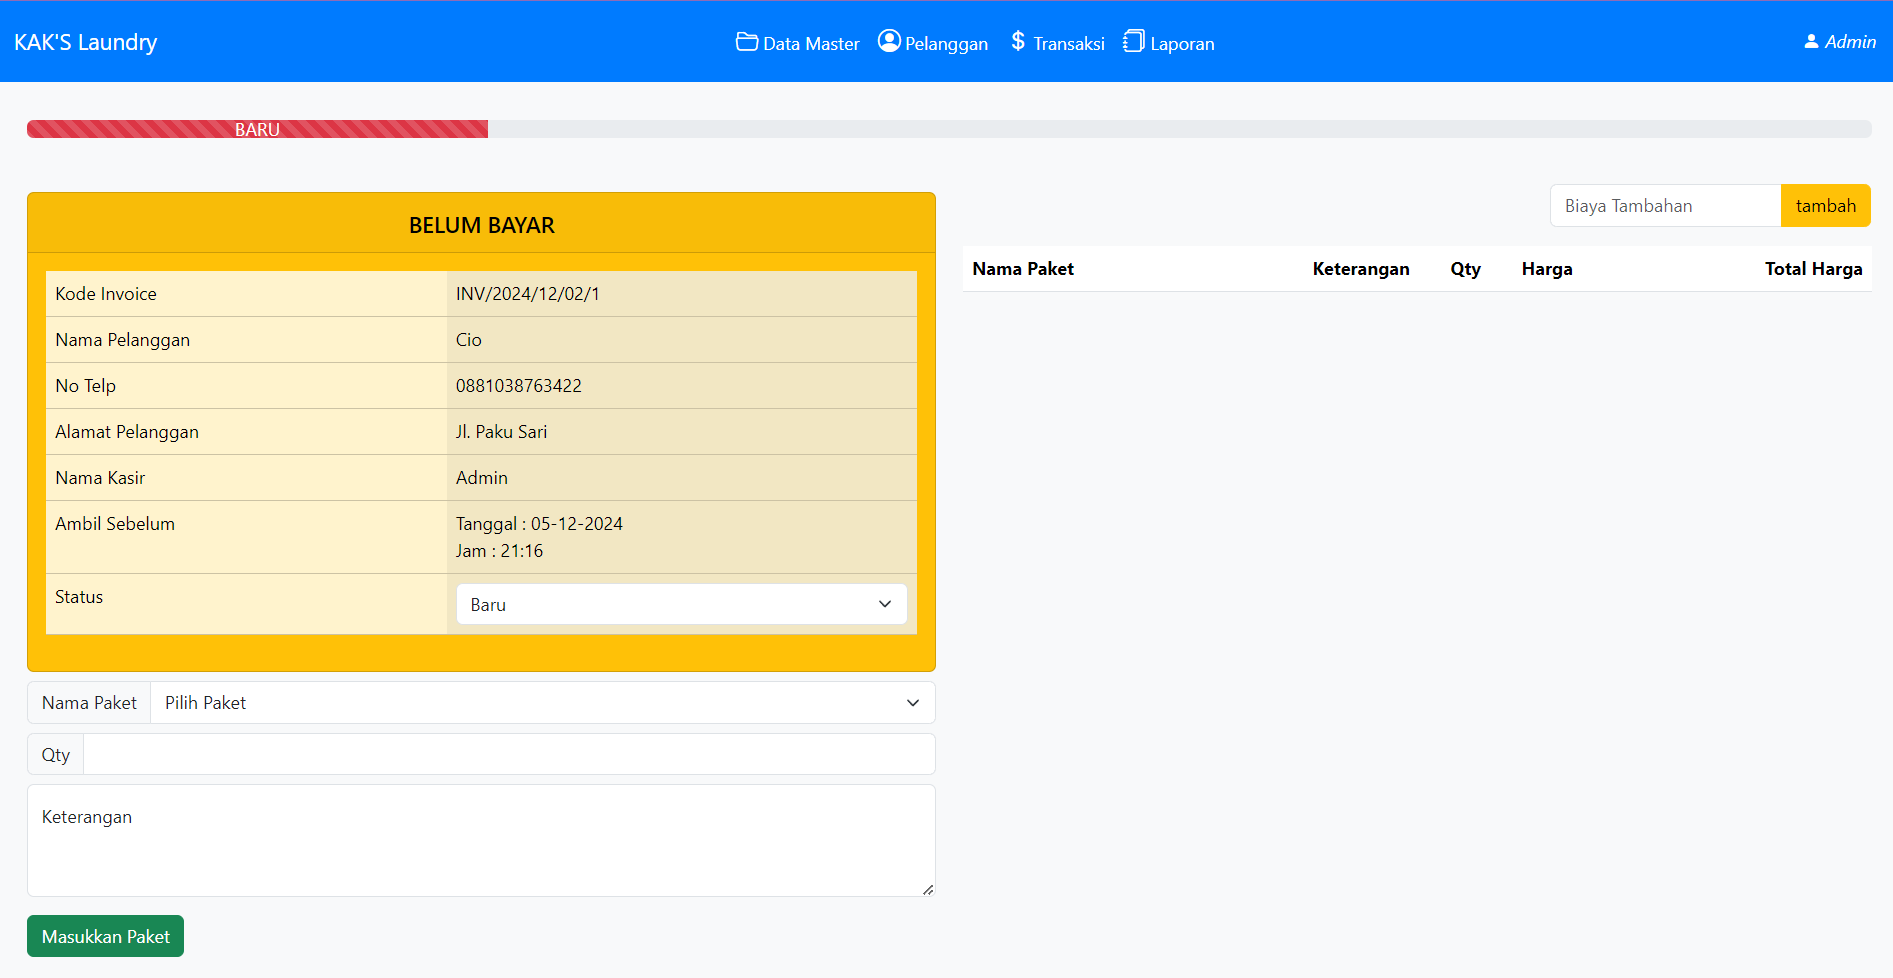 KAK'S Laundry
Data Master
Pelanggan
$ Transaksi
Laporan
Admin
BARU
BELUM BAYAR
Kode Invoice INV/2024/12/02/1
Nama Pelanggan Cio
No Telp 0881038763422
Alamat Pelanggan Jl. Paku Sari
Nama Kasir Admin
Ambil Sebelum Tanggal : 05-12-2024
Jam : 21:16
Status Baru
Nama Paket Pilih Paket
Qty
Keterangan
Masukkan Paket
Biaya Tambahan tambah
Nama Paket Keterangan Qty Harga Total Harga